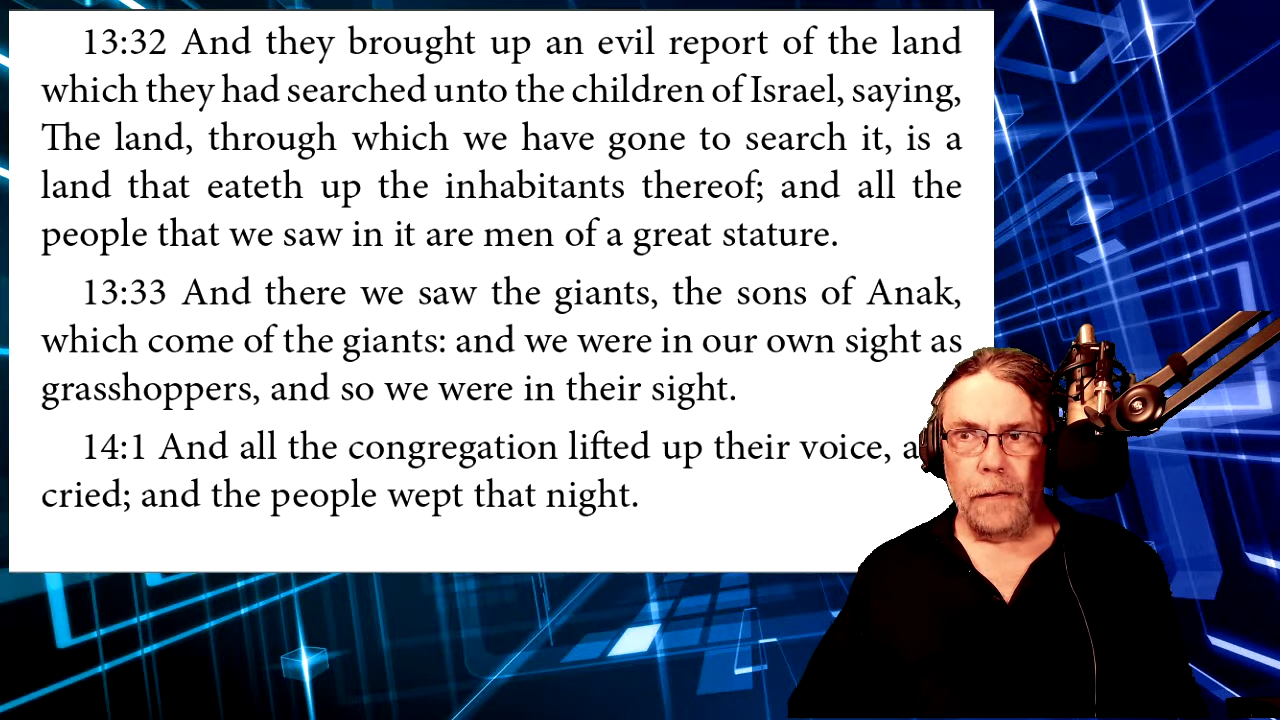 13:32 And they brought up an evil report of the land
which they had searched unto the children of Israel, saying,
The land, through which we have gone to search it, is a
land that eateth up the inhabitants thereof; and all the
people that we saw in it are men of a great stature.
13:33 And there we saw the giants, the sons of Anak,
which come of the giants: and we were in our own sight as
grasshoppers, and so we were in their sight.
14:1 And all the congregation lifted up their voice,
cried; and the people wept that night.